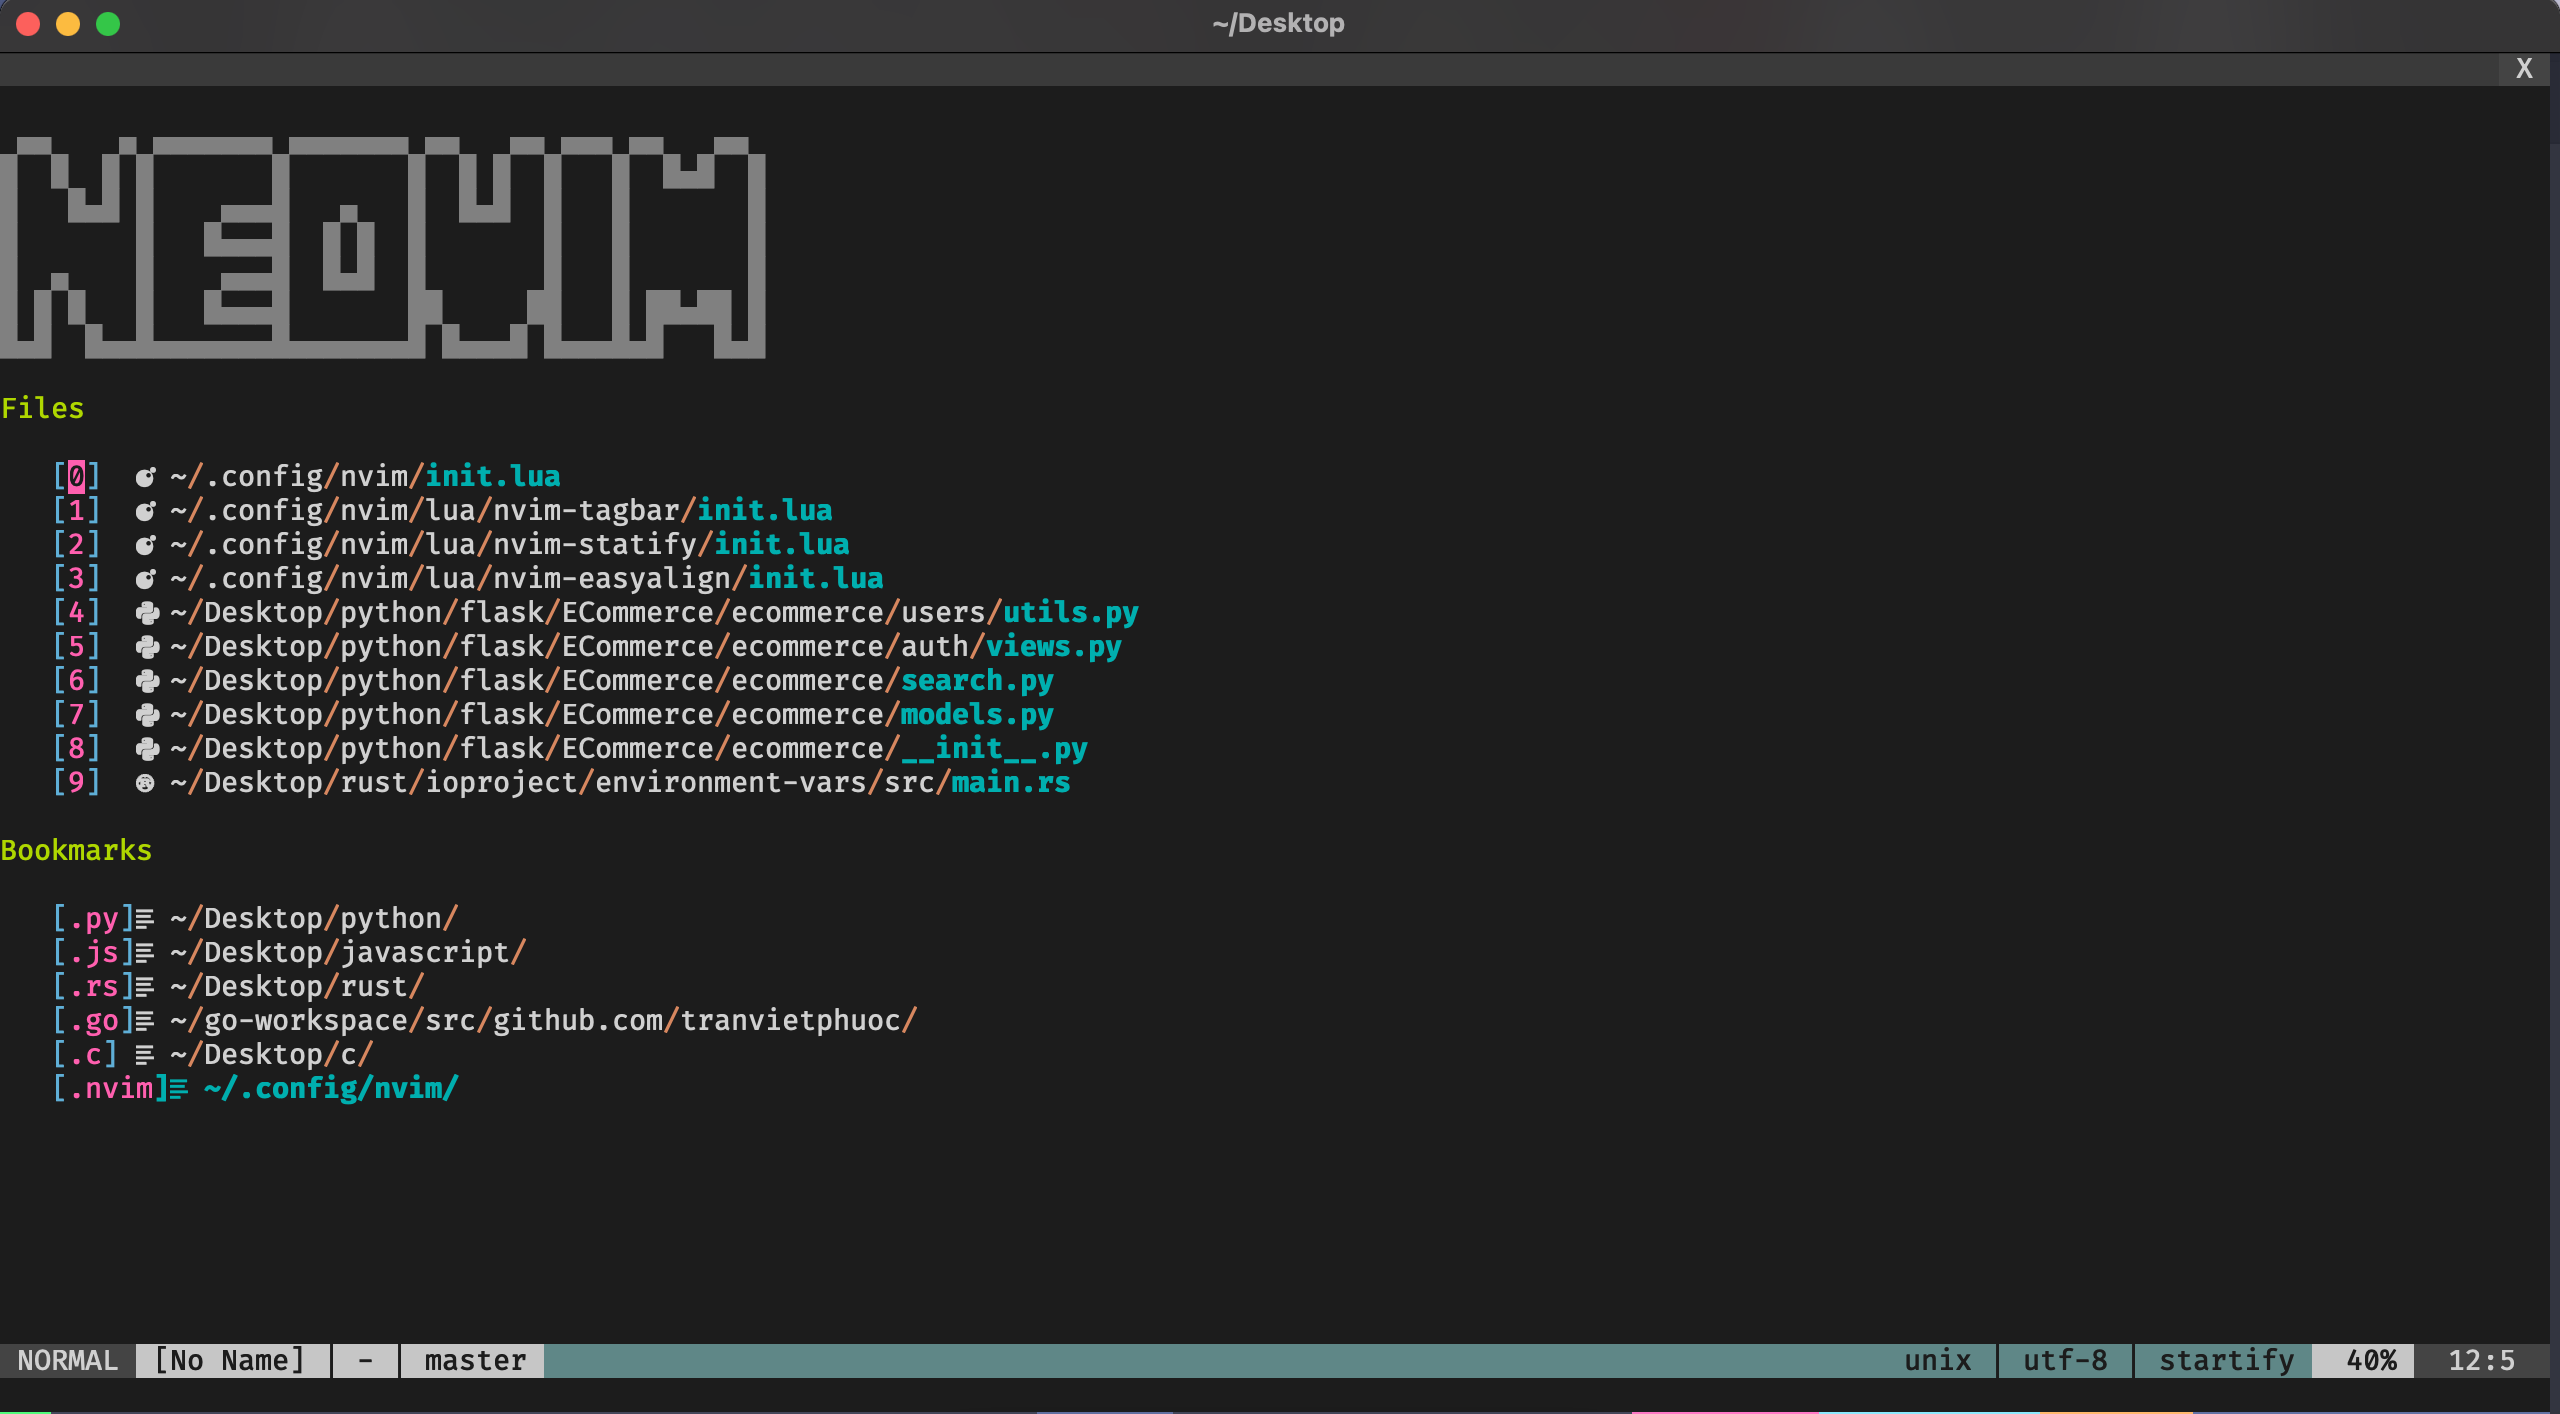 ~/Desktop
X
NEOVIM
Files
[0] ~/.config/nvim/init.lua
[1] ~/.config/nvim/lua/nvim-tagbar/init.lua
[2] ~/.config/nvim/lua/nvim-statify/init.lua
[3] ~/.config/nvim/lua/nvim-easyalign/init.lua
[4] ~/Desktop/python/flask/ECommerce/ecommerce/users/utils.py
[5] ~/Desktop/python/flask/ECommerce/ecommerce/auth/views.py
[6] ~/Desktop/python/flask/ECommerce/ecommerce/search.py
[7] ~/Desktop/python/flask/ECommerce/ecommerce/models.py
[8] ~/Desktop/python/flask/ECommerce/ecommerce/__init__.py
[9] ~/Desktop/rust/ioproject/environment-vars/src/main.rs
Bookmarks
[.py] ~/Desktop/python/
[.js] ~/Desktop/javascript/
[.rs] ~/Desktop/rust/
[.go] ~/go-workspace/src/github.com/tranvietphuoc/
[.c] ~/Desktop/c/
[.nvim] ~/.config/nvim/
NORMAL [No Name] - master unix utf-8 startify 40% 12:5